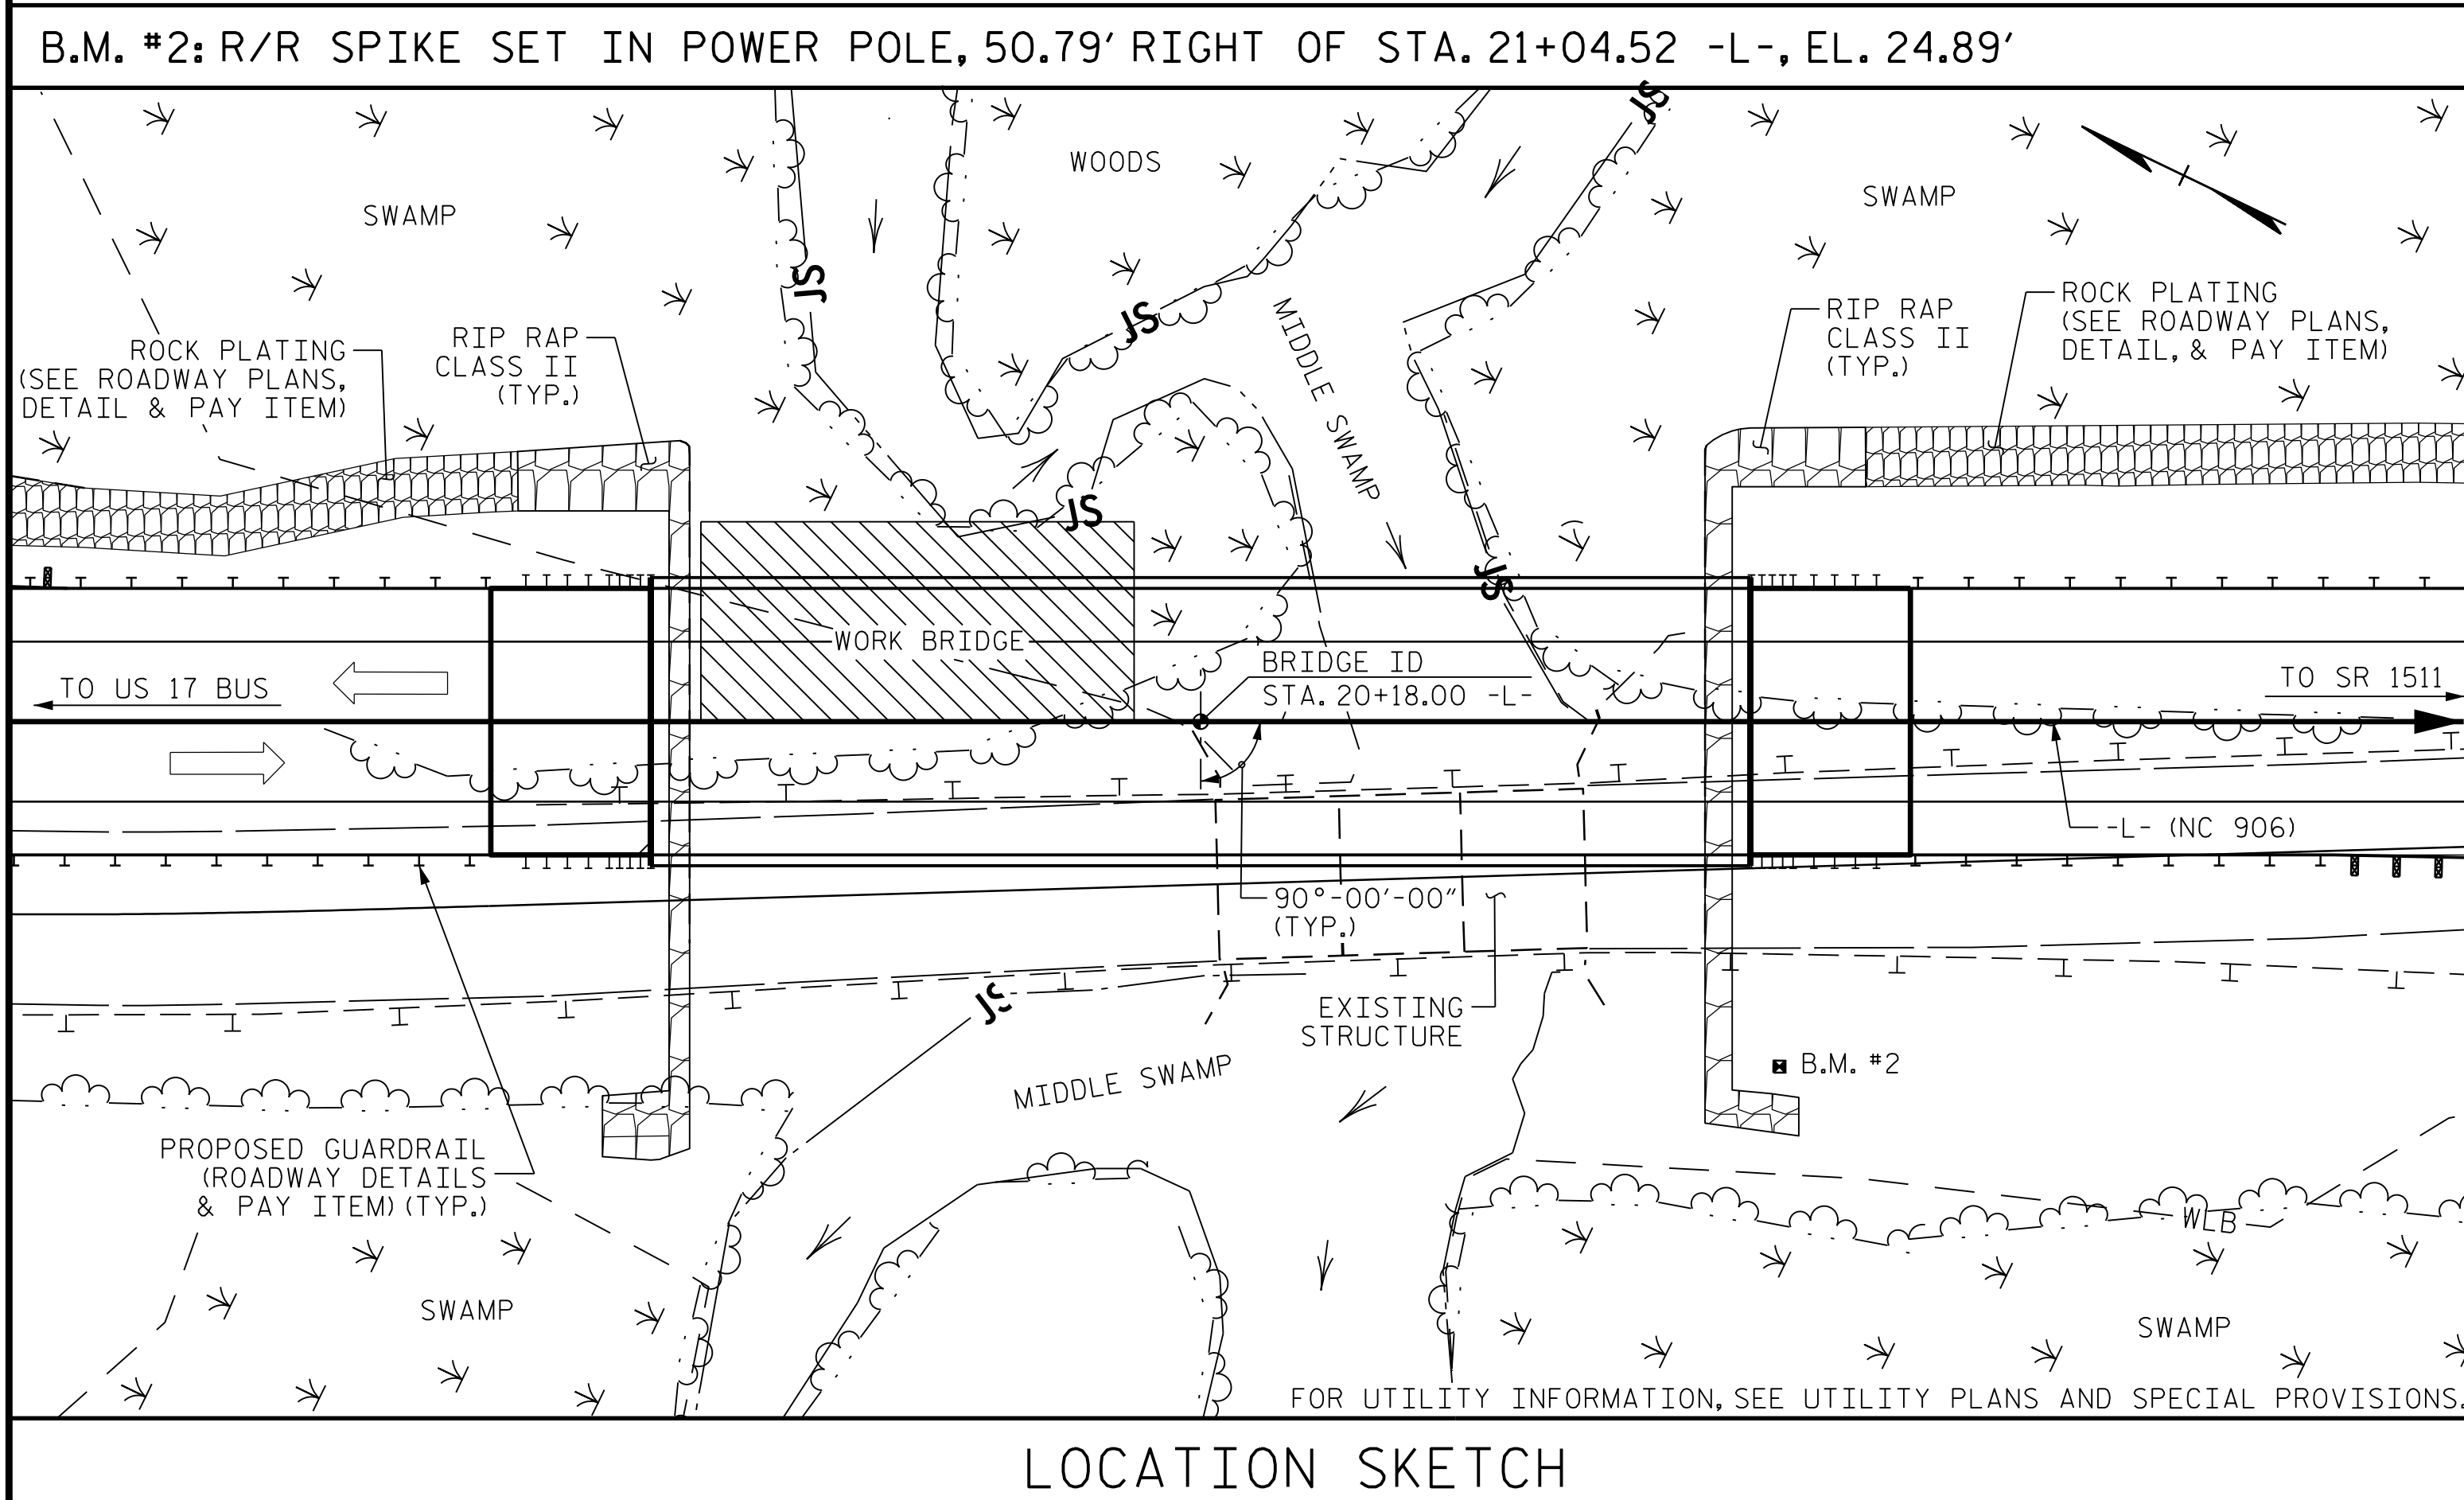 B.M. #2: R/R SPIKE SET IN POWER POLE, 50.79' RIGHT OF STA. 21+04.52 -L-, EL. 24.89'
JS
WOODS
SWAMP
SWAMP
JS
JS
MIDDLE SWAMP
ROCK PLATING
(SEE ROADWAY PLANS,
DETAIL & PAY ITEM)
RIP RAP
CLASS II
(TYP.)
RIP RAP
CLASS II
(TYP.)
ROCK PLATING
(SEE ROADWAY PLANS,
DETAIL, & PAY ITEM)
JS
JS
WORK BRIDGE
BRIDGE ID
STA. 20+18.00 -L-
TO US 17 BUS
TO SR 1511
-L- (NC 906)
90°-00'-00"
(TYP.)
EXISTING
STRUCTURE
JS
MIDDLE SWAMP
B.M. #2
PROPOSED GUARDRAIL
(ROADWAY DETAILS
& PAY ITEM) (TYP.)
WLB
SWAMP
SWAMP
FOR UTILITY INFORMATION, SEE UTILITY PLANS AND SPECIAL PROVISIONS.
LOCATION SKETCH